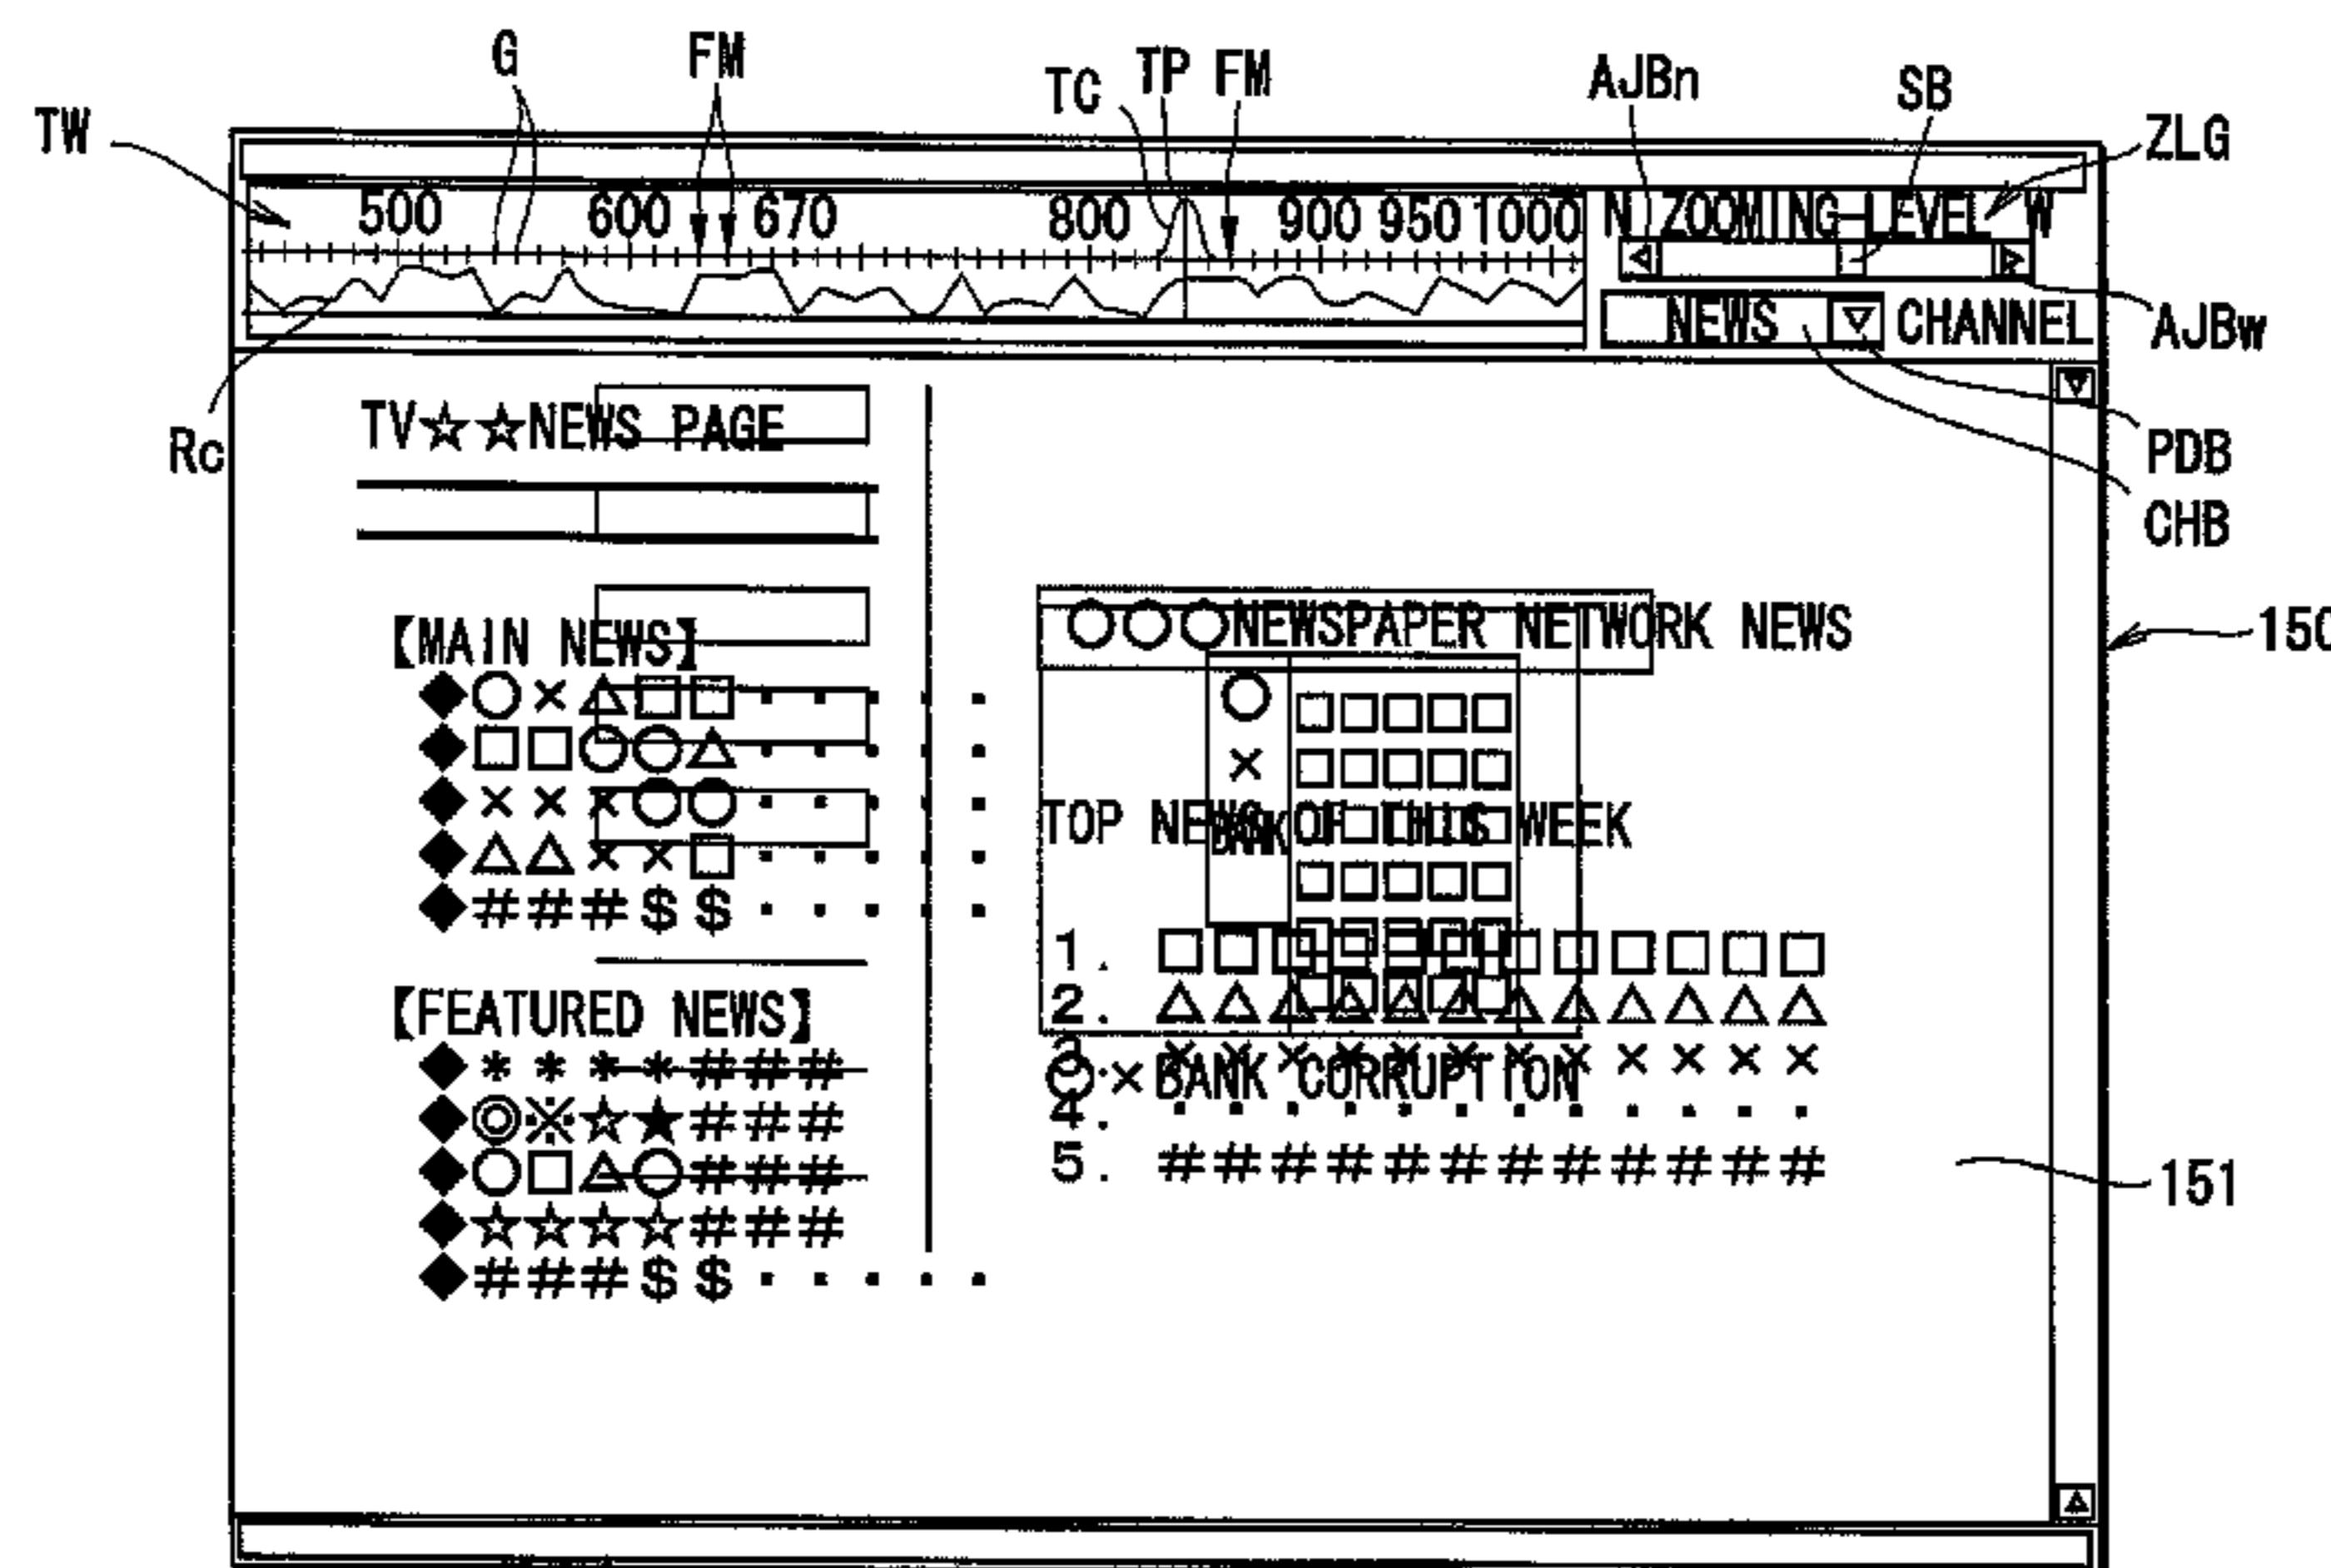 G FM TC TP FM AJBn SB
TW ZLG
500 600 670 800 900 950 1000 N ZOOMING LEVEL W
NEWS ▽ CHANNEL
AJBw
Rc
PDB
CHB
TV☆☆NEWS PAGE
150
【MAIN NEWS】
◆○×△□□・・・・・
◆□□○○△・・・・・
◆×××○○・・・・・
◆△△××□・・・・・
◆###$$・・・・・
【FEATURED NEWS】
◆****###
◆◎※☆★###
◆○□△○###
◆☆☆☆☆###
◆###$$・・・・・
○○○NEWSPAPER NETWORK NEWS
○
×
BANK
□□□□□
□□□□□
□□□□□
□□□□□
□□□□□
□□□□□
TOP NEWS OF THIS WEEK
1. □□□□□□□□□□□□
2. △△△△△△△△△△△△
3. ××××××××××××
○×BANK CORRUPTION
4. ・・・・・・・・・・・・
5. ############
151